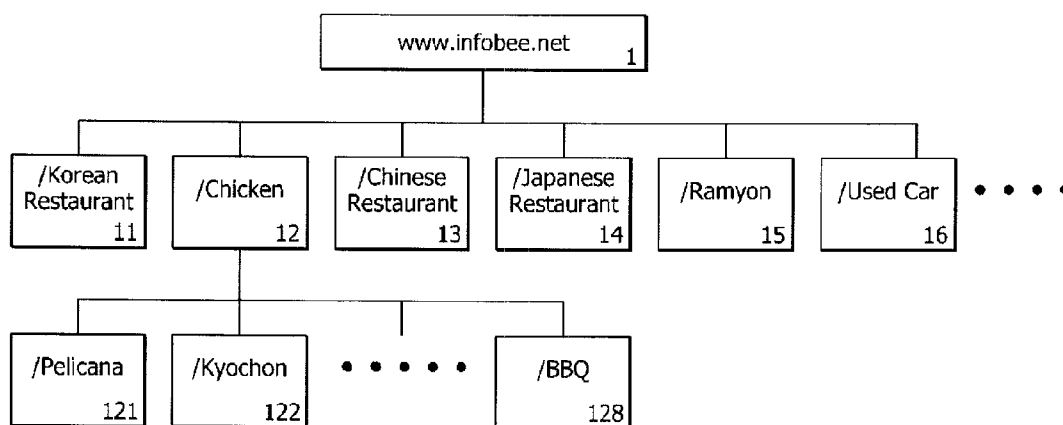 www.infobee.net
1
/Korean
Restaurant
11
/Chicken
12
/Chinese
Restaurant
13
/Japanese
Restaurant
14
/Ramyon
15
/Used Car
16
/Pelicana
121
/Kyochon
122
/BBQ
128